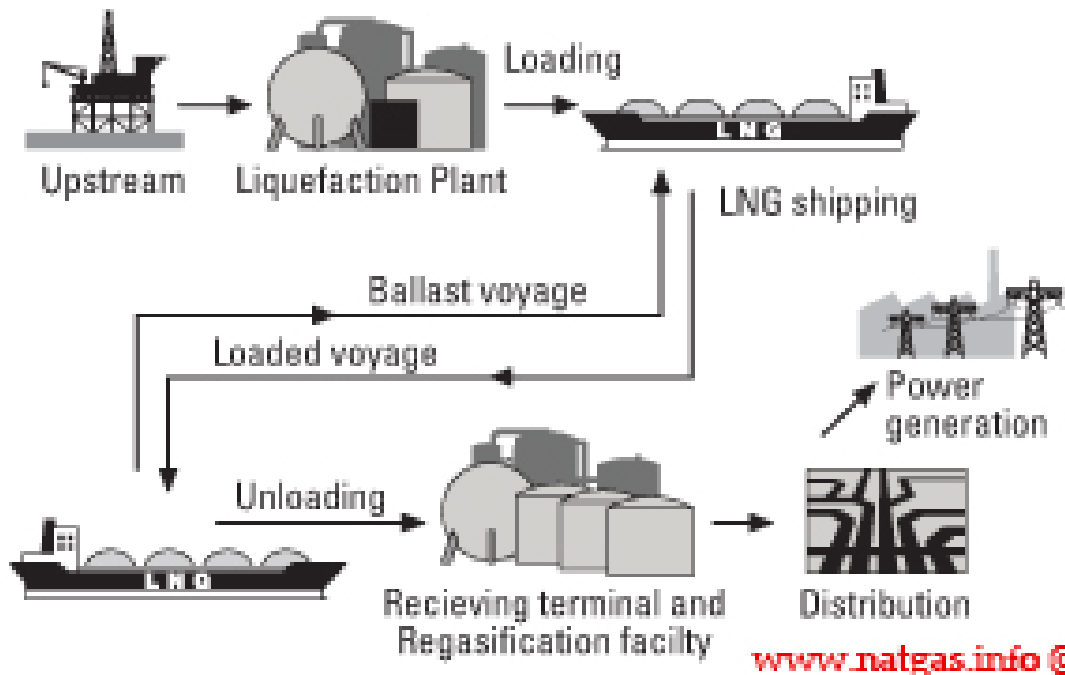 Loading
Upstream
Liquefaction Plant
LNG
LNG shipping
Ballast voyage
Loaded voyage
Power
generation
Unloading
LNG
Recieving terminal and
Regasification facilty
Distribution
www.natgas.info ©